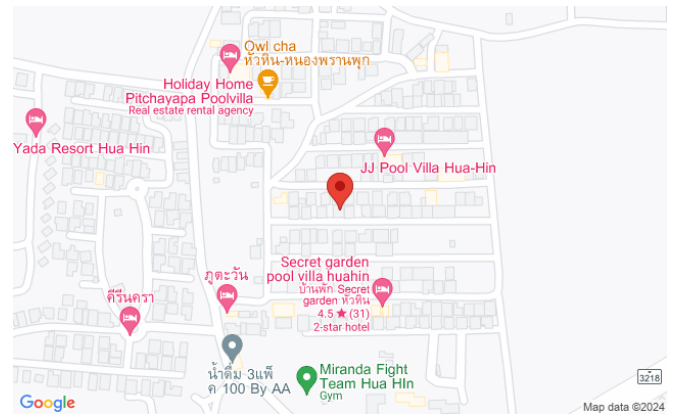 Owl cha
หัวหิน-หนองพรานพุก
Holiday Home
Pitchayapa Poolvilla
Real estate rental agency
Yada Resort Hua Hin
JJ Pool Villa Hua-Hin
Secret garden
pool villa huahin
บ้านพัก Secret
garden หัวหิน
4.5 ★ (31)
2-star hotel
ภูตะวัน
คีรีนครา
น้ำดื่ม 3แพ็
ค 100 By AA
Miranda Fight
Team Hua HIn
Gym
3218
Google
Map data ©2024